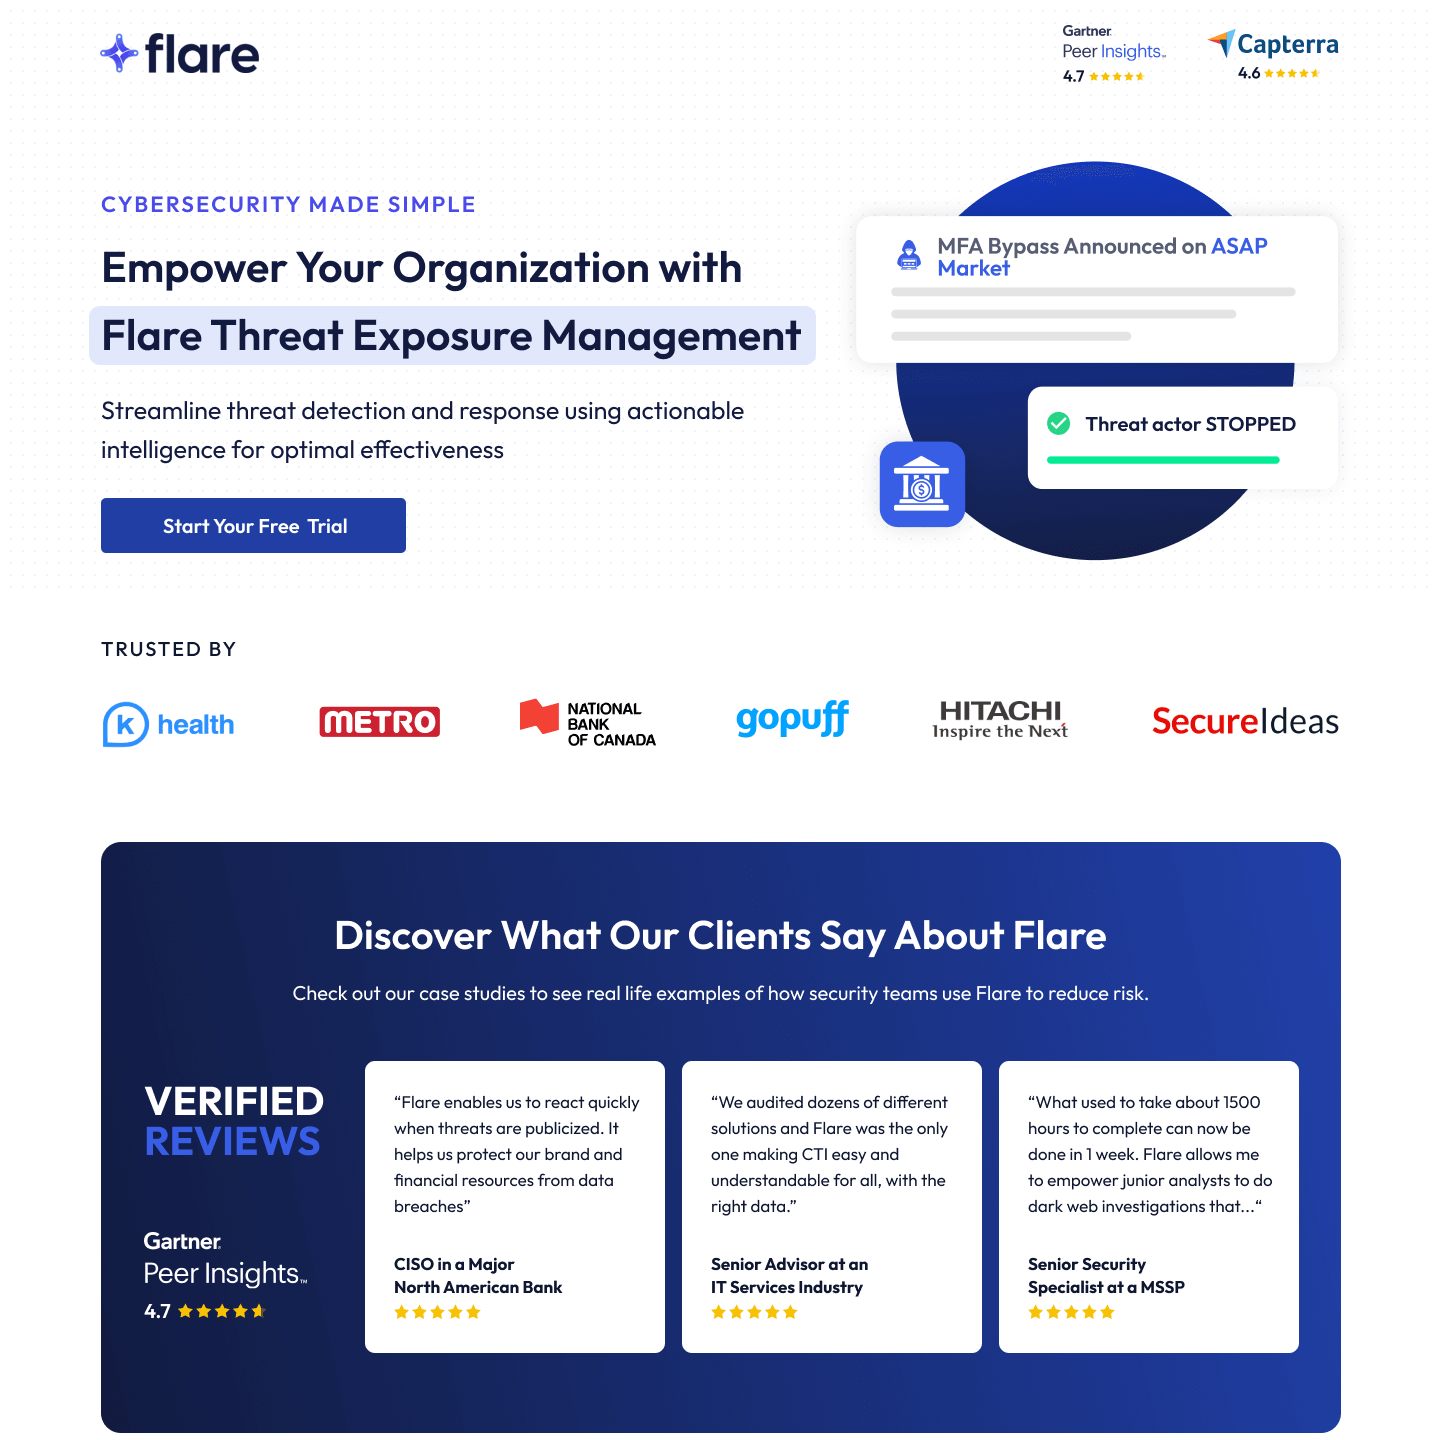 flare
Gartner
Peer Insights™
4.7
Capterra
4.6
CYBERSECURITY MADE SIMPLE
Empower Your Organization with
Flare Threat Exposure Management
Streamline threat detection and response using actionable
intelligence for optimal effectiveness
Start Your Free Trial
MFA Bypass Announced on ASAP
Market
Threat actor STOPPED
$
TRUSTED BY
k health
METRO
NATIONAL
BANK
OF CANADA
gopuff
HITACHI
Inspire the Next
SecureIdeas
Discover What Our Clients Say About Flare
Check out our case studies to see real life examples of how security teams use Flare to reduce risk.
VERIFIED
REVIEWS
Gartner
Peer Insights™
4.7
“Flare enables us to react quickly
when threats are publicized. It
helps us protect our brand and
financial resources from data
breaches”
CISO in a Major
North American Bank
“We audited dozens of different
solutions and Flare was the only
one making CTI easy and
understandable for all, with the
right data.”
Senior Advisor at an
IT Services Industry
“What used to take about 1500
hours to complete can now be
done in 1 week. Flare allows me
to empower junior analysts to do
dark web investigations that...“
Senior Security
Specialist at a MSSP